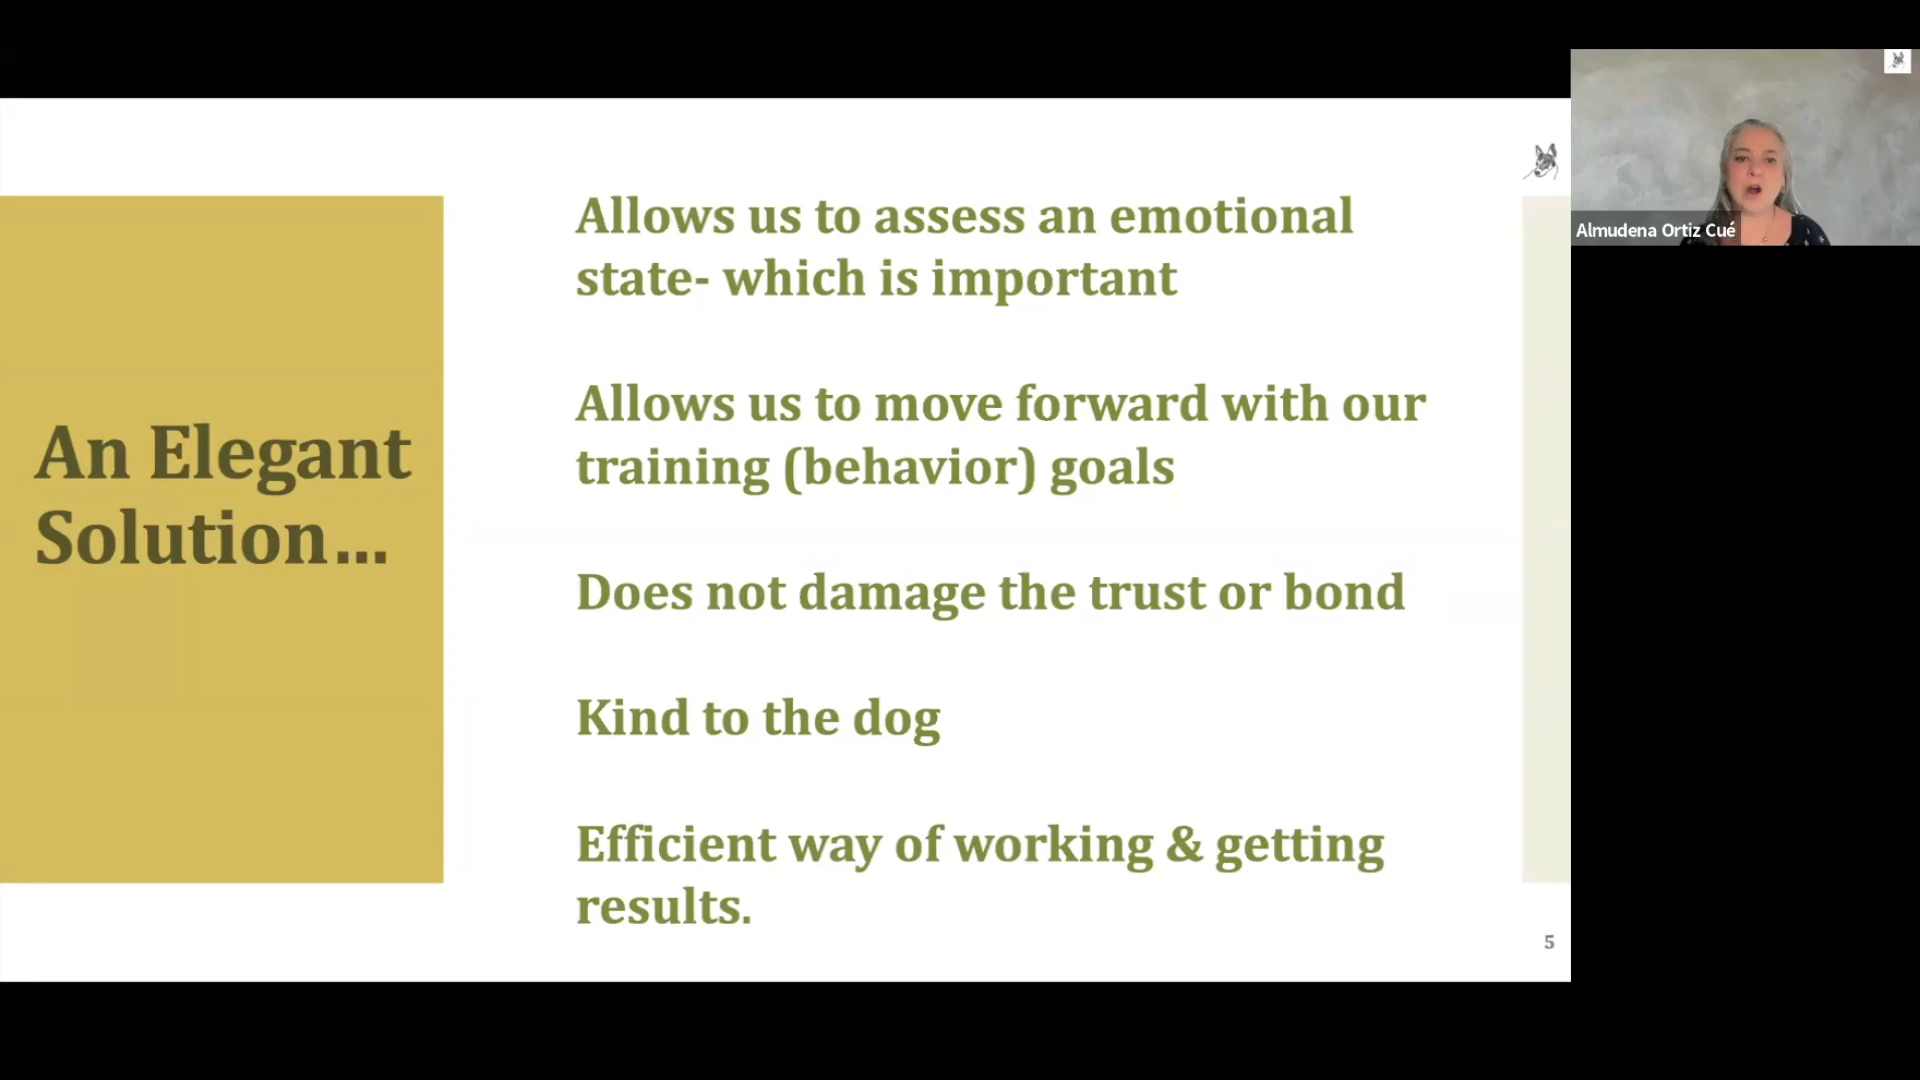 An Elegant
Solution...
Allows us to assess an emotional
state- which is important
Allows us to move forward with our
training (behavior) goals
Does not damage the trust or bond
Kind to the dog
Efficient way of working & getting
results.
5
Almudena Ortiz Cué